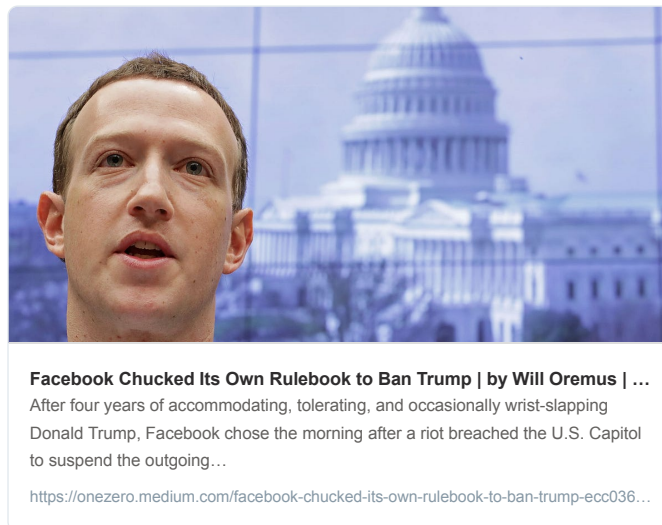 Facebook Chucked Its Own Rulebook to Ban Trump | by Will Oremus | …
After four years of accommodating, tolerating, and occasionally wrist-slapping
Donald Trump, Facebook chose the morning after a riot breached the U.S. Capitol
to suspend the outgoing…
https://onezero.medium.com/facebook-chucked-its-own-rulebook-to-ban-trump-ecc036…